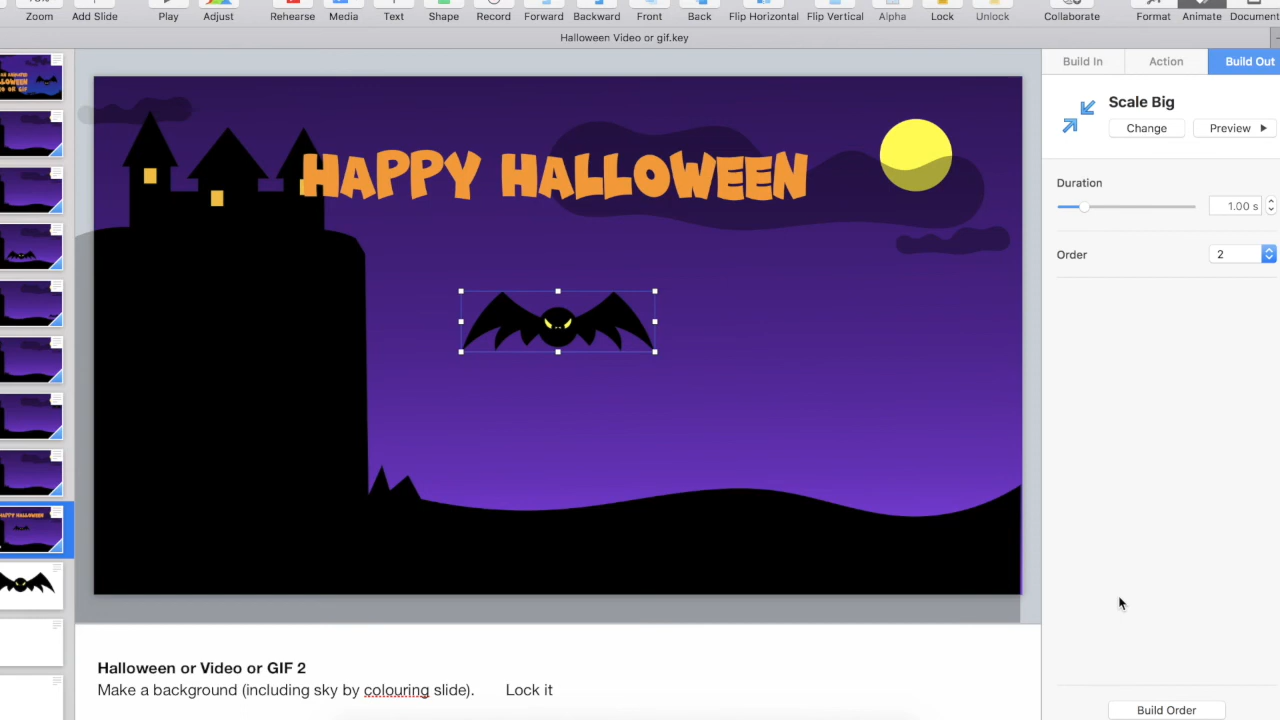 Zoom Add Slide Play Adjust Rehearse Media Text Shape Record Forward Backward Front Back Flip Horizontal Flip Vertical Alpha Lock Unlock Collaborate Format Animate Document
Halloween Video or gif.key
Build In Action Build Out
Scale Big
Change Preview
Duration
1.00 s
Order 2
HAPPY HALLOWEEN
HAPPY HALLOWEEN
Halloween or Video or GIF 2
Make a background (including sky by colouring slide). Lock it
Build Order